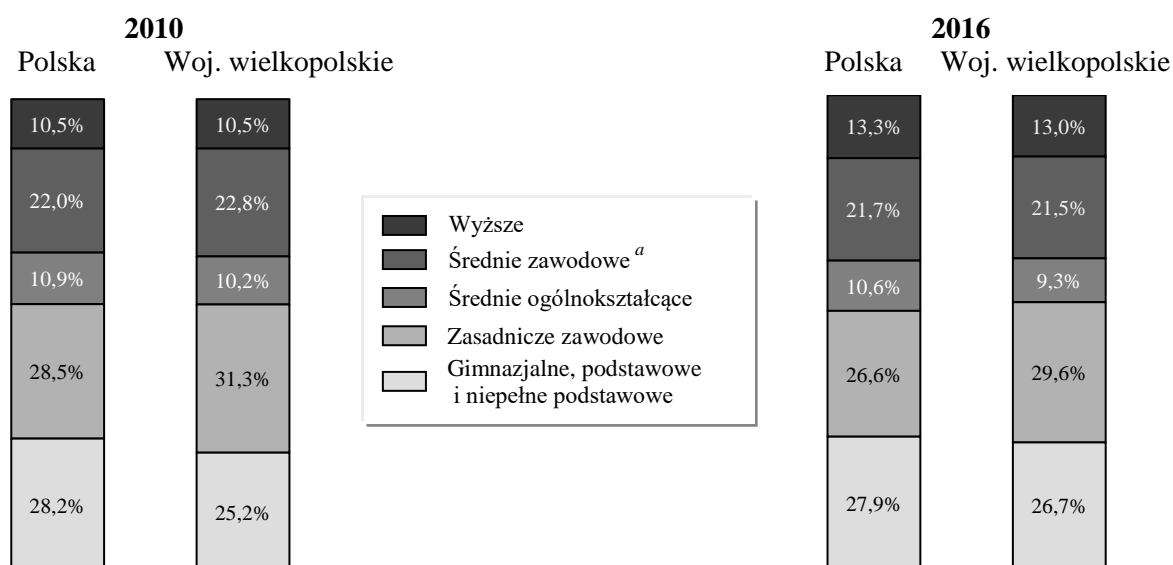 2010
Polska
Woj. wielkopolskie
10,5%
22,0%
10,9%
28,5%
28,2%
10,5%
22,8%
10,2%
31,3%
25,2%
Wyższe
Średnie zawodowe a
Średnie ogólnokształcące
Zasadnicze zawodowe
Gimnazjalne, podstawowe
i niepełne podstawowe
2016
Polska
Woj. wielkopolskie
13,3%
21,7%
10,6%
26,6%
27,9%
13,0%
21,5%
9,3%
29,6%
26,7%